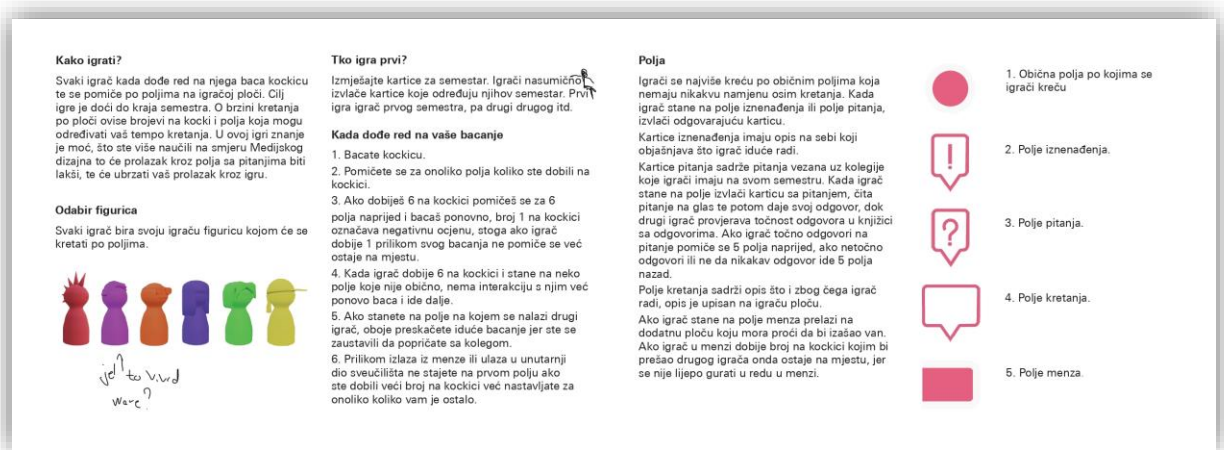 Kako igrati?
Svaki igrač kada dođe red na njega baca kockicu
te se pomiče po poljima na igraćoj ploči. Cilj
igre je doći do kraja semestra. O brzini kretanja
po ploči ovise brojevi na kocki i polja koja mogu
određivati vaš tempo kretanja. U ovoj igri znanje
je moć, što ste više naučili na smjeru Medijskog
dizajna to će prolazak kroz polja sa pitanjima biti
lakši, te će ubrzati vaš prolazak kroz igru.
Odabir figurica
Svaki igrač bira svoju igraću figuricu kojom će se
kretati po poljima.
jel? to
Tko igra prvi?
Izmješajte kartice za semestar. Igrači nasumično
izvlače kartice koje određuju njihov semestar. Prvi
igra igrač prvog semestra, pa drugi drugog itd.
Kada dođe red na vaše bacanje
1. Bacate kockicu.
2. Pomičete se za onoliko polja koliko ste dobili na
kockici.
3. Ako dobiješ 6 na kockici pomičeš se za 6
polja naprijed i bacaš ponovno, broj 1 na kockici
označava negativnu ocjenu, stoga ako igrač
dobije 1 prilikom svog bacanja ne pomiče se već
ostaje na mjestu.
4. Kada igrač dobije 6 na kockici i stane na neko
polje koje nije obično, nema interakciju s njim već
ponovo baca i ide dalje.
5. Ako stanete na polje na kojem se nalazi drugi
igrač, oboje preskačete iduće bacanje jer ste se
zaustavili da popričate sa kolegom.
6. Prilikom izlaza iz menze ili ulaza u unutarnji
dio sveučilišta ne stajete na prvom polju ako
ste dobili veći broj na kockici već nastavljate za
onoliko koliko vam je ostalo.
Polja
Igrači se najviše kreću po običnim poljima koja
nemaju nikakvu namjenu osim kretanja. Kada
igrač stane na polje iznenađenja ili polje pitanja,
izvlači odgovarajuću karticu.
Kartice iznenađenja imaju opis na sebi koji
objašnjava što igrač iduće radi.
Kartice pitanja sadrže pitanja vezana uz kolegije
koje igrači imaju na svom semestru. Kada igrač
stane na polje izvlači karticu sa pitanjem, čita
pitanje na glas te potom daje svoj odgovor, dok
drugi igrač provjerava točnost odgovora u knjižici
sa odgovorima. Ako igrač točno odgovori na
pitanje pomiče se 5 polja naprijed, ako netočno
odgovori ili ne da nikakav odgovor ide 5 polja
nazad.
Polje kretanja sadrži opis što i zbog čega igrač
radi, opis je upisan na igraću ploču.
Ako igrač stane na polje menza prelazi na
dodatnu ploču koju mora proći da bi izašao van.
Ako igrač u menzi dobije broj na kockici kojim bi
prešao drugog igrača onda ostaje na mjestu, jer
se nije lijepo gurati u redu u menzi.
1. Obična polja po kojima se
igrači kreću
2. Polje iznenađenja.
3. Polje pitanja.
4. Polje kretanja.
5. Polje menza.